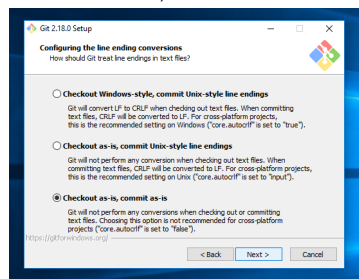 Git 2.18.0 Setup
Configuring the line ending conversions
How should Git treat line endings in text files?
Checkout Windows-style, commit Unix-style line endings
Git will convert LF to CRLF when checking out text files. When committing
text files, CRLF will be converted to LF. For cross-platform projects,
this is the recommended setting on Windows ("core.autocrlf" is set to "true").
Checkout as-is, commit Unix-style line endings
Git will not perform any conversion when checking out text files. When
committing text files, CRLF will be converted to LF. For cross-platform projects,
this is the recommended setting on Unix ("core.autocrlf" is set to "input").
Checkout as-is, commit as-is
Git will not perform any conversions when checking out or committing
text files. Choosing this option is not recommended for cross-platform
projects ("core.autocrlf" is set to "false").
https://gitforwindows.org/
< Back
Next >
Cancel